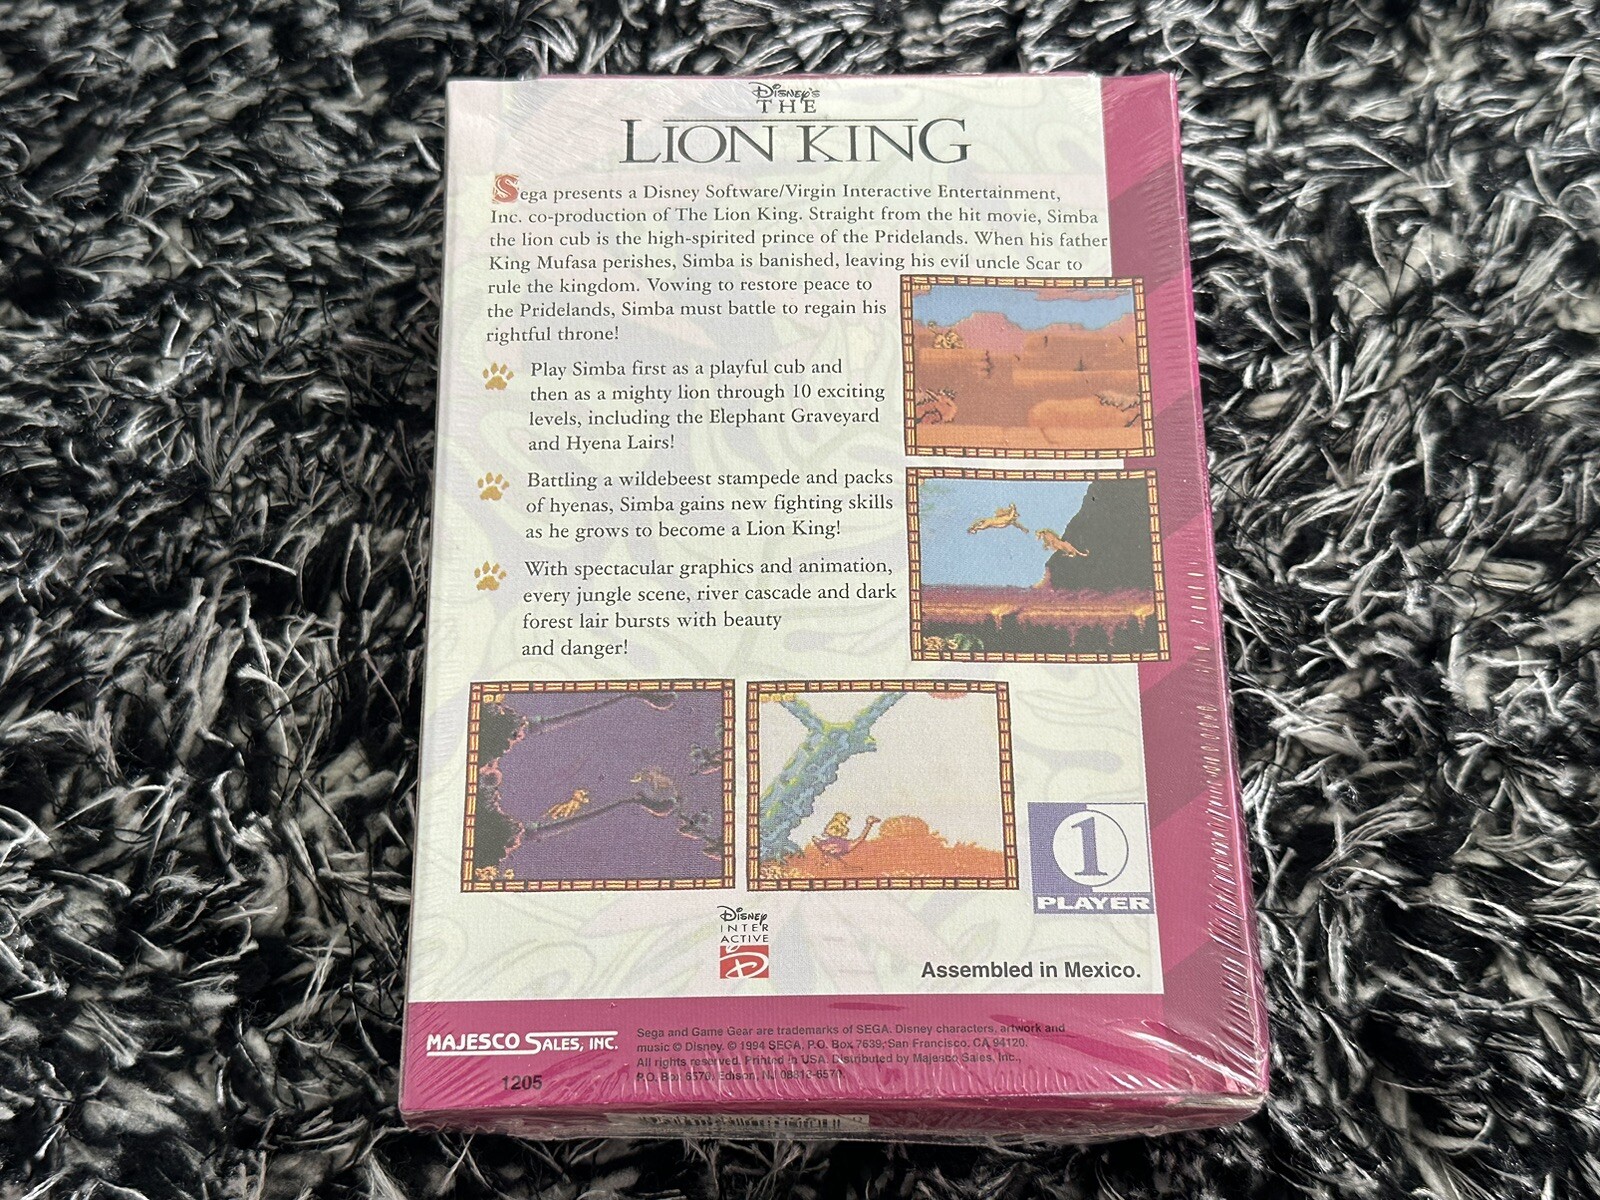 Disney's
THE
LION KING
Sega presents a Disney Software/Virgin Interactive Entertainment,
Inc. co-production of The Lion King. Straight from the hit movie, Simba
the lion cub is the high-spirited prince of the Pridelands. When his father
King Mufasa perishes, Simba is banished, leaving his evil uncle Scar to
rule the kingdom. Vowing to restore peace to
the Pridelands, Simba must battle to regain his
rightful throne!
Play Simba first as a playful cub and
then as a mighty lion through 10 exciting
levels, including the Elephant Graveyard
and Hyena Lairs!
Battling a wildebeest stampede and packs
of hyenas, Simba gains new fighting skills
as he grows to become a Lion King!
With spectacular graphics and animation,
every jungle scene, river cascade and dark
forest lair bursts with beauty
and danger!
1
PLAYER
Disney
INTER
ACTIVE
D
Assembled in Mexico.
MAJESCO SALES, INC.
1205
Sega and Game Gear are trademarks of SEGA. Disney characters, artwork and
music © Disney. © 1994 SEGA, P.O. Box 7639, San Francisco, CA 94120.
All rights reserved. Printed in USA. Distributed by Majesco Sales, Inc.,
P.O. Box 6570, Edison, NJ 08818-6570.